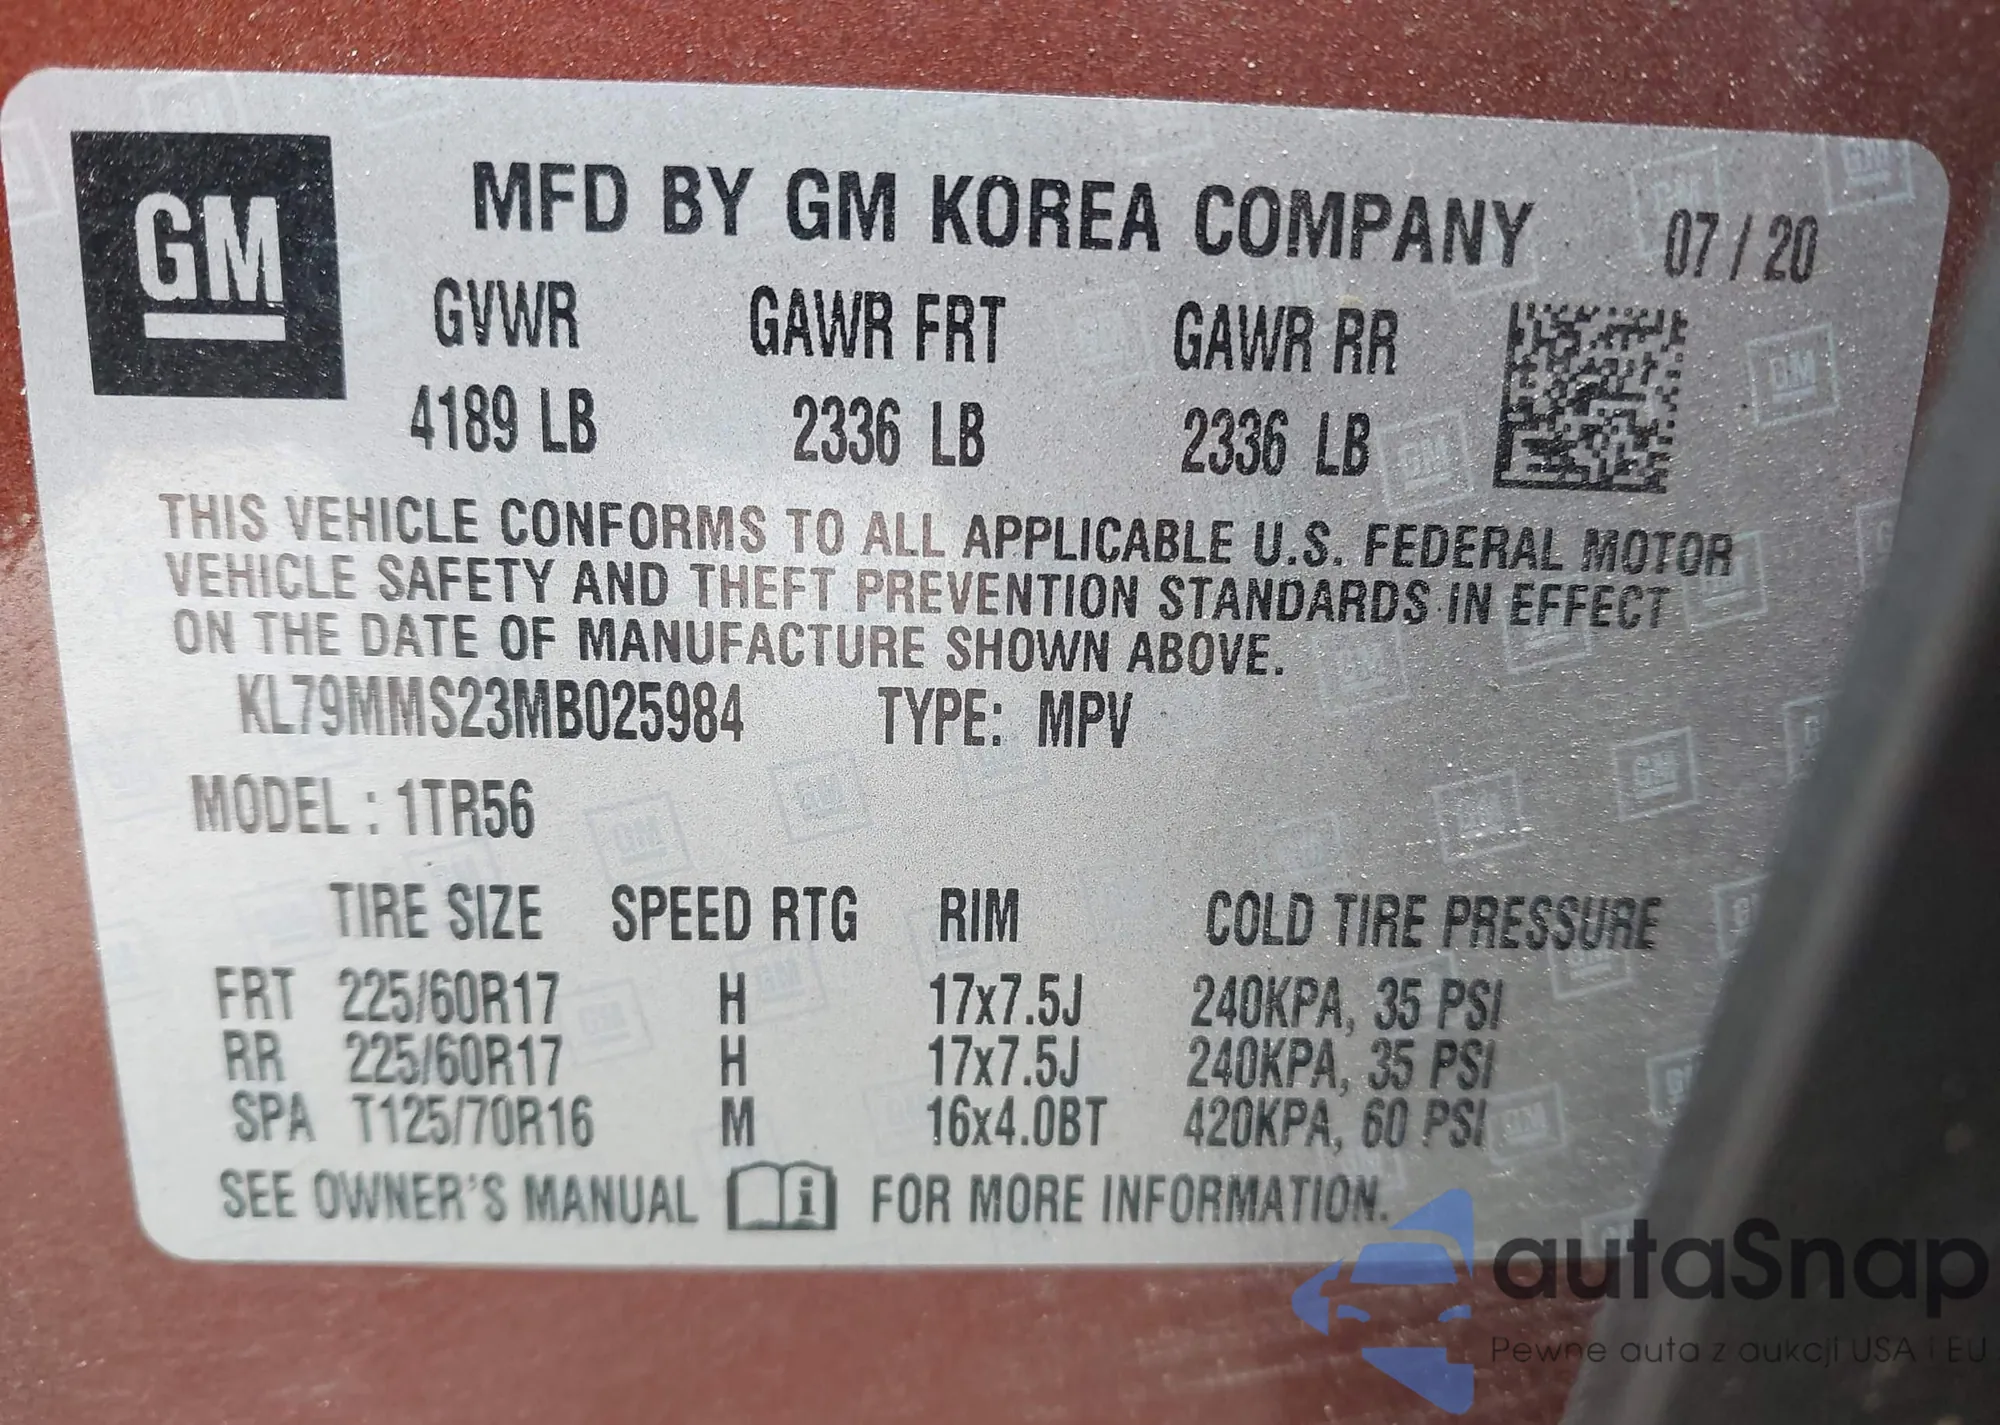 GM
MFD BY GM KOREA COMPANY 07 / 20
GVWR GAWR FRT GAWR RR
4189 LB 2336 LB 2336 LB
THIS VEHICLE CONFORMS TO ALL APPLICABLE U.S. FEDERAL MOTOR
VEHICLE SAFETY AND THEFT PREVENTION STANDARDS IN EFFECT
ON THE DATE OF MANUFACTURE SHOWN ABOVE.
KL79MMS23MB025984 TYPE: MPV
MODEL : 1TR56
TIRE SIZE SPEED RTG RIM COLD TIRE PRESSURE
FRT 225/60R17 H 17x7.5J 240KPA, 35 PSI
RR 225/60R17 H 17x7.5J 240KPA, 35 PSI
SPA T125/70R16 M 16x4.0BT 420KPA, 60 PSI
SEE OWNER'S MANUAL i FOR MORE INFORMATION.
autaSnap
Pewne auta z aukcji USA i EU